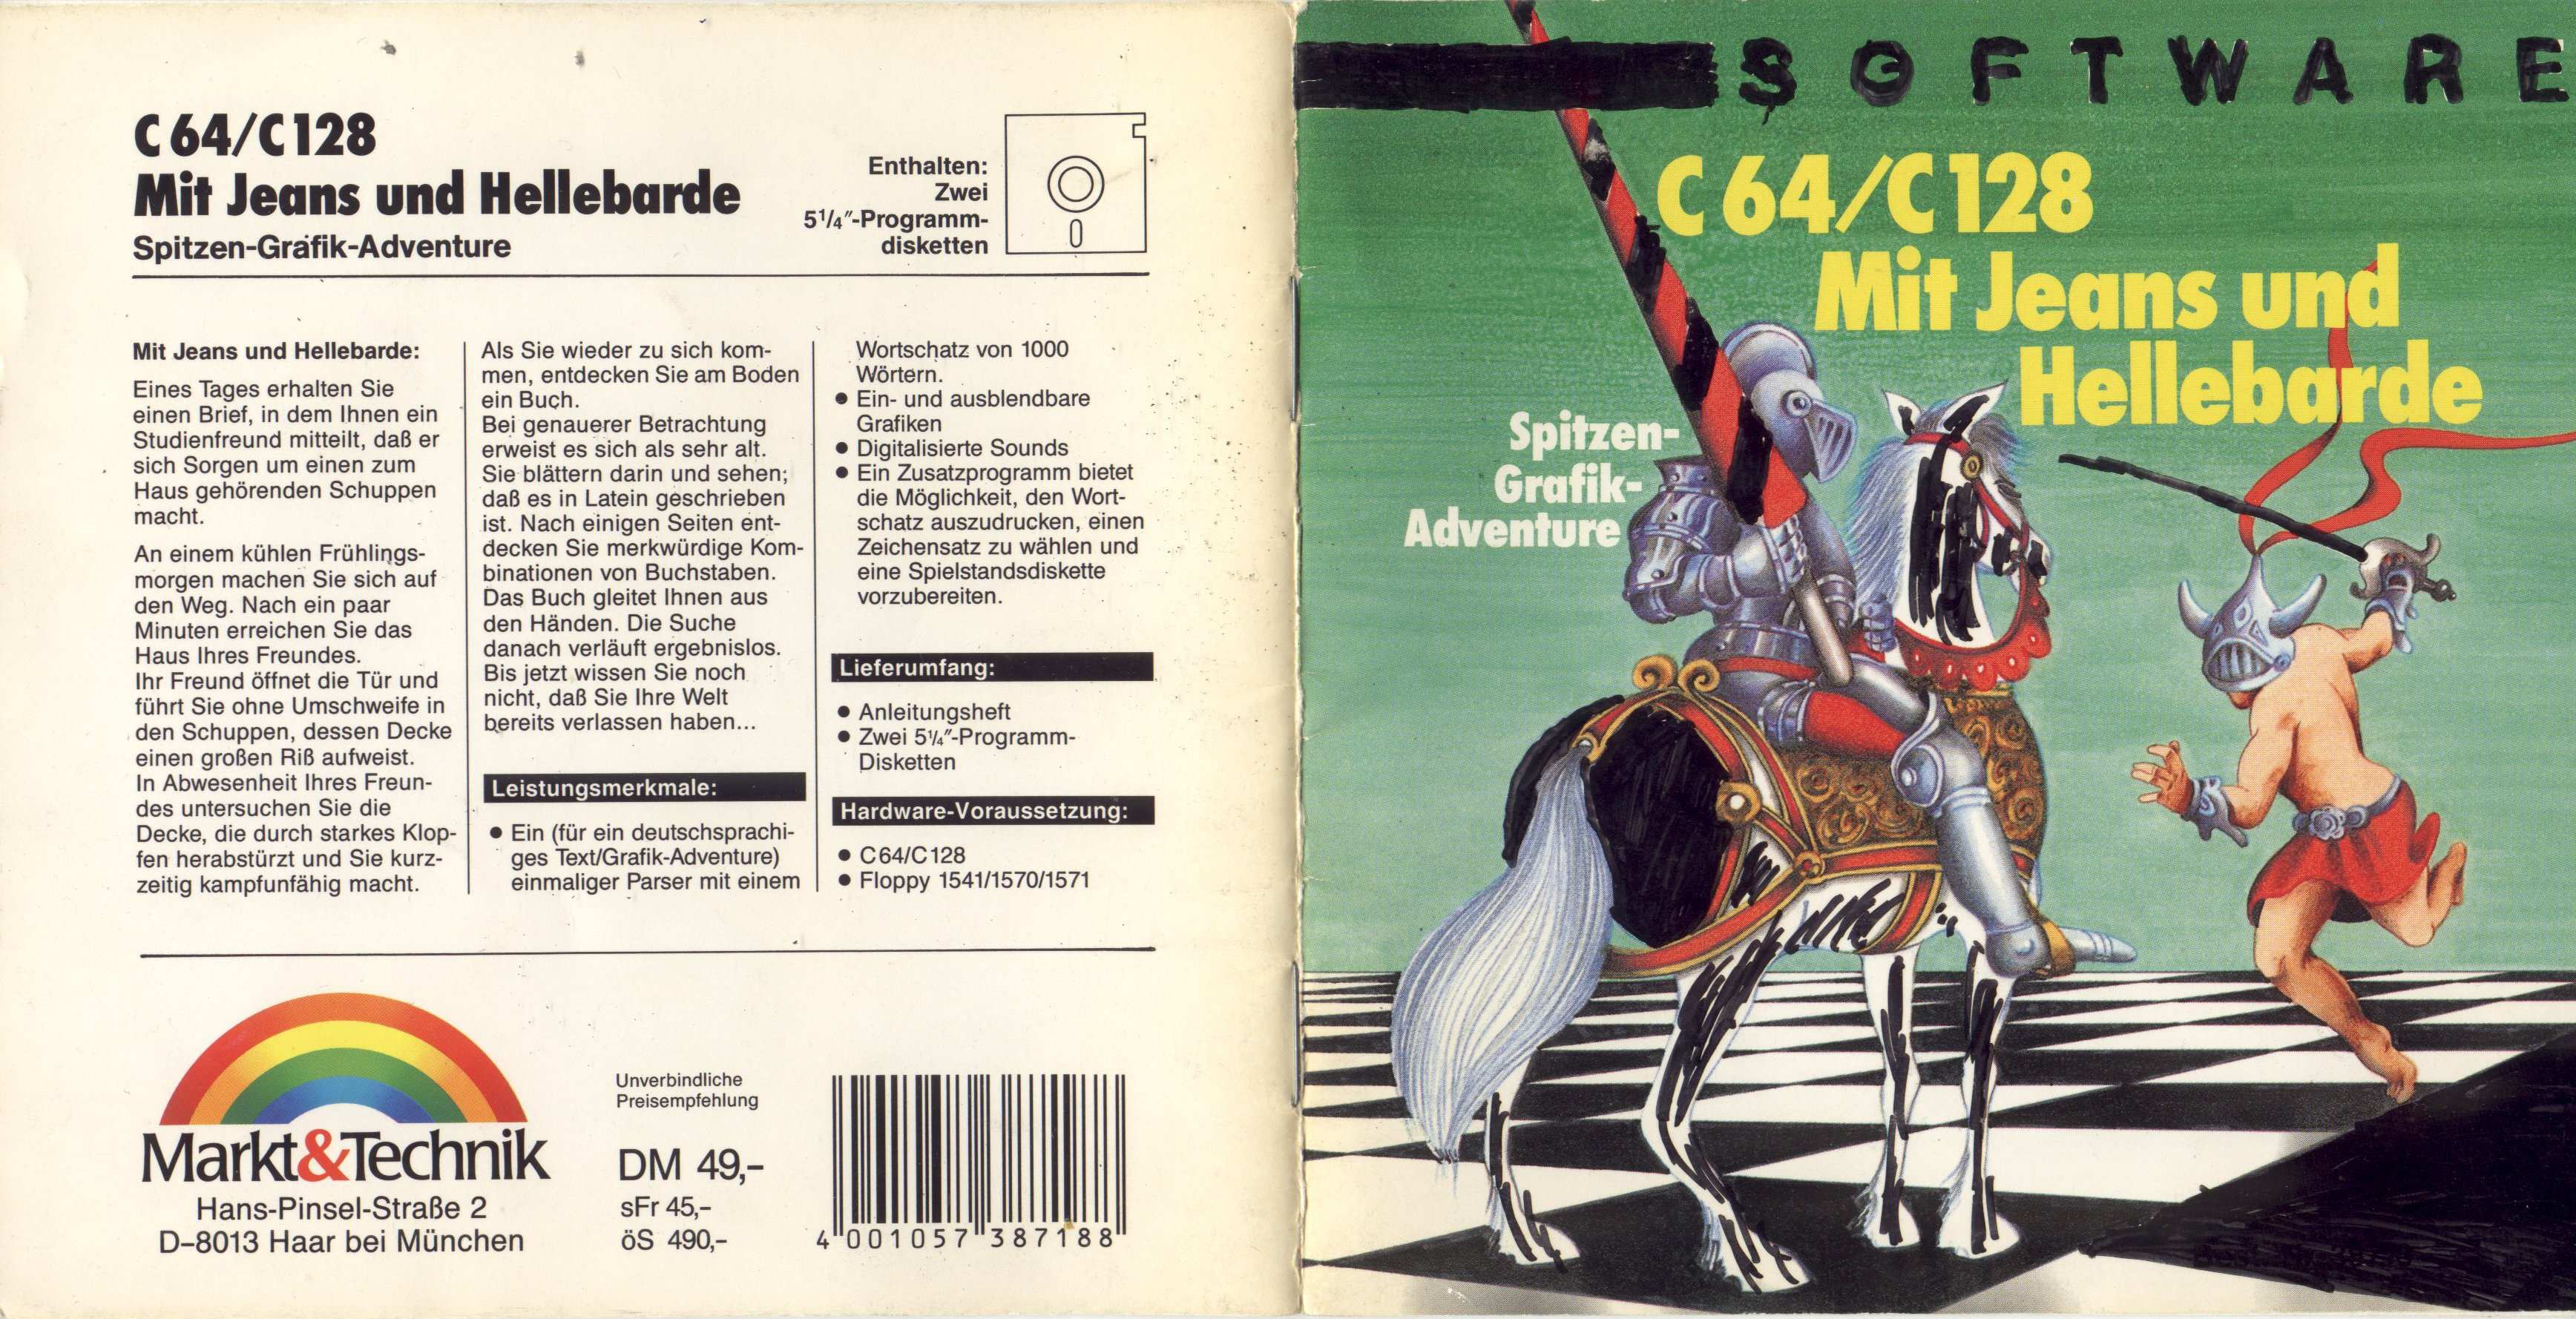 C 64/C 128
Mit Jeans und Hellebarde
Spitzen-Grafik-Adventure
Enthalten:
Zwei
5¼″-Programm-
disketten
Mit Jeans und Hellebarde:
Eines Tages erhalten Sie
einen Brief, in dem Ihnen ein
Studienfreund mitteilt, daß er
sich Sorgen um einen zum
Haus gehörenden Schuppen
macht.
An einem kühlen Frühlings-
morgen machen Sie sich auf
den Weg. Nach ein paar
Minuten erreichen Sie das
Haus Ihres Freundes.
Ihr Freund öffnet die Tür und
führt Sie ohne Umschweife in
den Schuppen, dessen Decke
einen großen Riß aufweist.
In Abwesenheit Ihres Freun-
des untersuchen Sie die
Decke, die durch starkes Klop-
fen herabstürzt und Sie kurz-
zeitig kampfunfähig macht.
Als Sie wieder zu sich kom-
men, entdecken Sie am Boden
ein Buch.
Bei genauerer Betrachtung
erweist es sich als sehr alt.
Sie blättern darin und sehen;
daß es in Latein geschrieben
ist. Nach einigen Seiten ent-
decken Sie merkwürdige Kom-
binationen von Buchstaben.
Das Buch gleitet Ihnen aus
den Händen. Die Suche
danach verläuft ergebnislos.
Bis jetzt wissen Sie noch
nicht, daß Sie Ihre Welt
bereits verlassen haben...
Leistungsmerkmale:
● Ein (für ein deutschsprachi-
ges Text/Grafik-Adventure)
einmaliger Parser mit einem
Wortschatz von 1000
Wörtern.
● Ein- und ausblendbare
Grafiken
● Digitalisierte Sounds
● Ein Zusatzprogramm bietet
die Möglichkeit, den Wort-
schatz auszudrucken, einen
Zeichensatz zu wählen und
eine Spielstandsdiskette
vorzubereiten.
Lieferumfang:
● Anleitungsheft
● Zwei 5¼″-Programm-
Disketten
Hardware-Voraussetzung:
● C 64/C 128
● Floppy 1541/1570/1571
Markt&Technik
Hans-Pinsel-Straße 2
D-8013 Haar bei München
Unverbindliche
Preisempfehlung
DM 49,-
sFr 45,-
öS 490,-
4 001057 387188
SOFTWARE
C 64/C 128
Mit Jeans und
Hellebarde
Spitzen-
Grafik-
Adventure